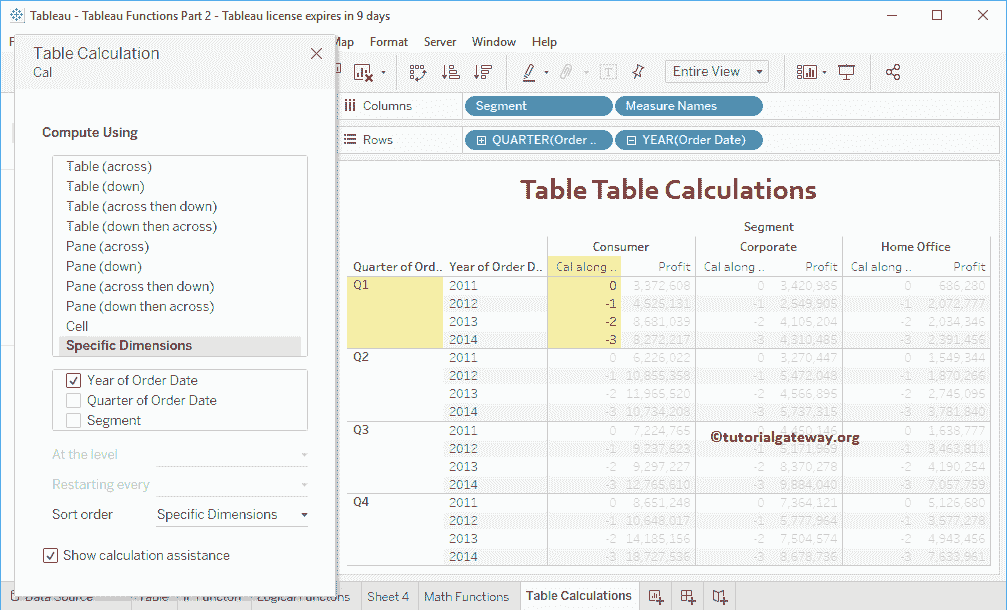 Tableau - Tableau Functions Part 2 - Tableau license expires in 9 days
Map Format Server Window Help
Table Calculation
Cal
Compute Using
Table (across)
Table (down)
Table (across then down)
Table (down then across)
Pane (across)
Pane (down)
Pane (across then down)
Pane (down then across)
Cell
Specific Dimensions
Year of Order Date
Quarter of Order Date
Segment
At the level
Restarting every
Sort order Specific Dimensions
Show calculation assistance
Entire View
Columns Segment Measure Names
Rows QUARTER(Order .. YEAR(Order Date)
Table Table Calculations
Segment
Consumer Corporate Home Office
Quarter of Ord.. Year of Order D.. Cal along .. Profit Cal along .. Profit Cal along .. Profit
Q1 2011 0 3,372,608 0 3,420,985 0 686,280
2012 -1 4,525,131 -1 2,549,905 -1 2,072,777
2013 -2 8,681,039 -2 4,105,204 -2 2,034,346
2014 -3 8,272,217 -3 4,310,485 -3 2,391,456
Q2 2011 0 6,226,022 0 3,270,447 0 1,549,344
2012 -1 10,855,358 -1 5,472,048 -1 1,870,266
2013 -2 11,965,520 -2 4,566,895 -2 2,745,095
2014 -3 10,734,208 -3 5,737,315 -3 3,781,840
Q3 2011 0 7,224,765 0 0 1,639,777
2012 -1 9,237,623 -1 5,171,969 -1 3,463,811
2013 -2 9,297,227 -2 8,370,278 -2 4,190,254
2014 -3 12,765,610 -3 9,884,040 -3 7,057,759
©tutorialgateway.org
Q4 2011 0 8,651,248 0 7,364,121 0 5,126,680
2012 -1 10,648,017 -1 5,777,964 -1 3,577,278
2013 -2 14,185,156 -2 7,504,574 -2 4,943,456
2014 -3 18,727,536 -3 8,678,736 -3 7,633,961
Data Source Table Logical Functions Sheet 4 Math Functions Table Calculations